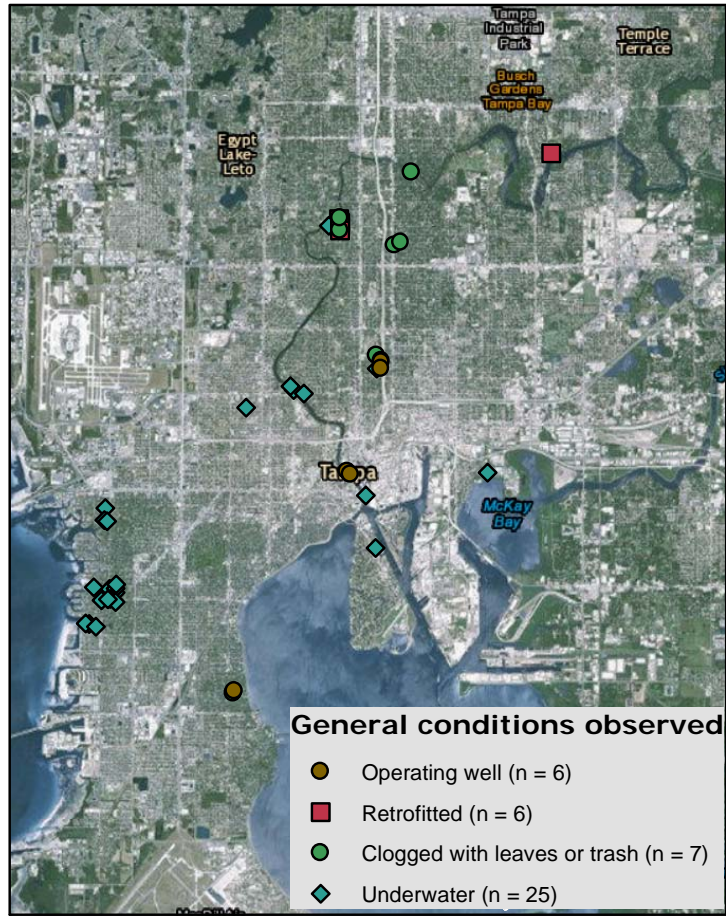 Tampa
Industrial
Park
Temple
Terrace
Busch
Gardens
Tampa Bay
Egypt
Lake-
Leto
Tampa
McKay
Bay
General conditions observed
Operating well (n = 6)
Retrofitted (n = 6)
Clogged with leaves or trash (n = 7)
Underwater (n = 25)